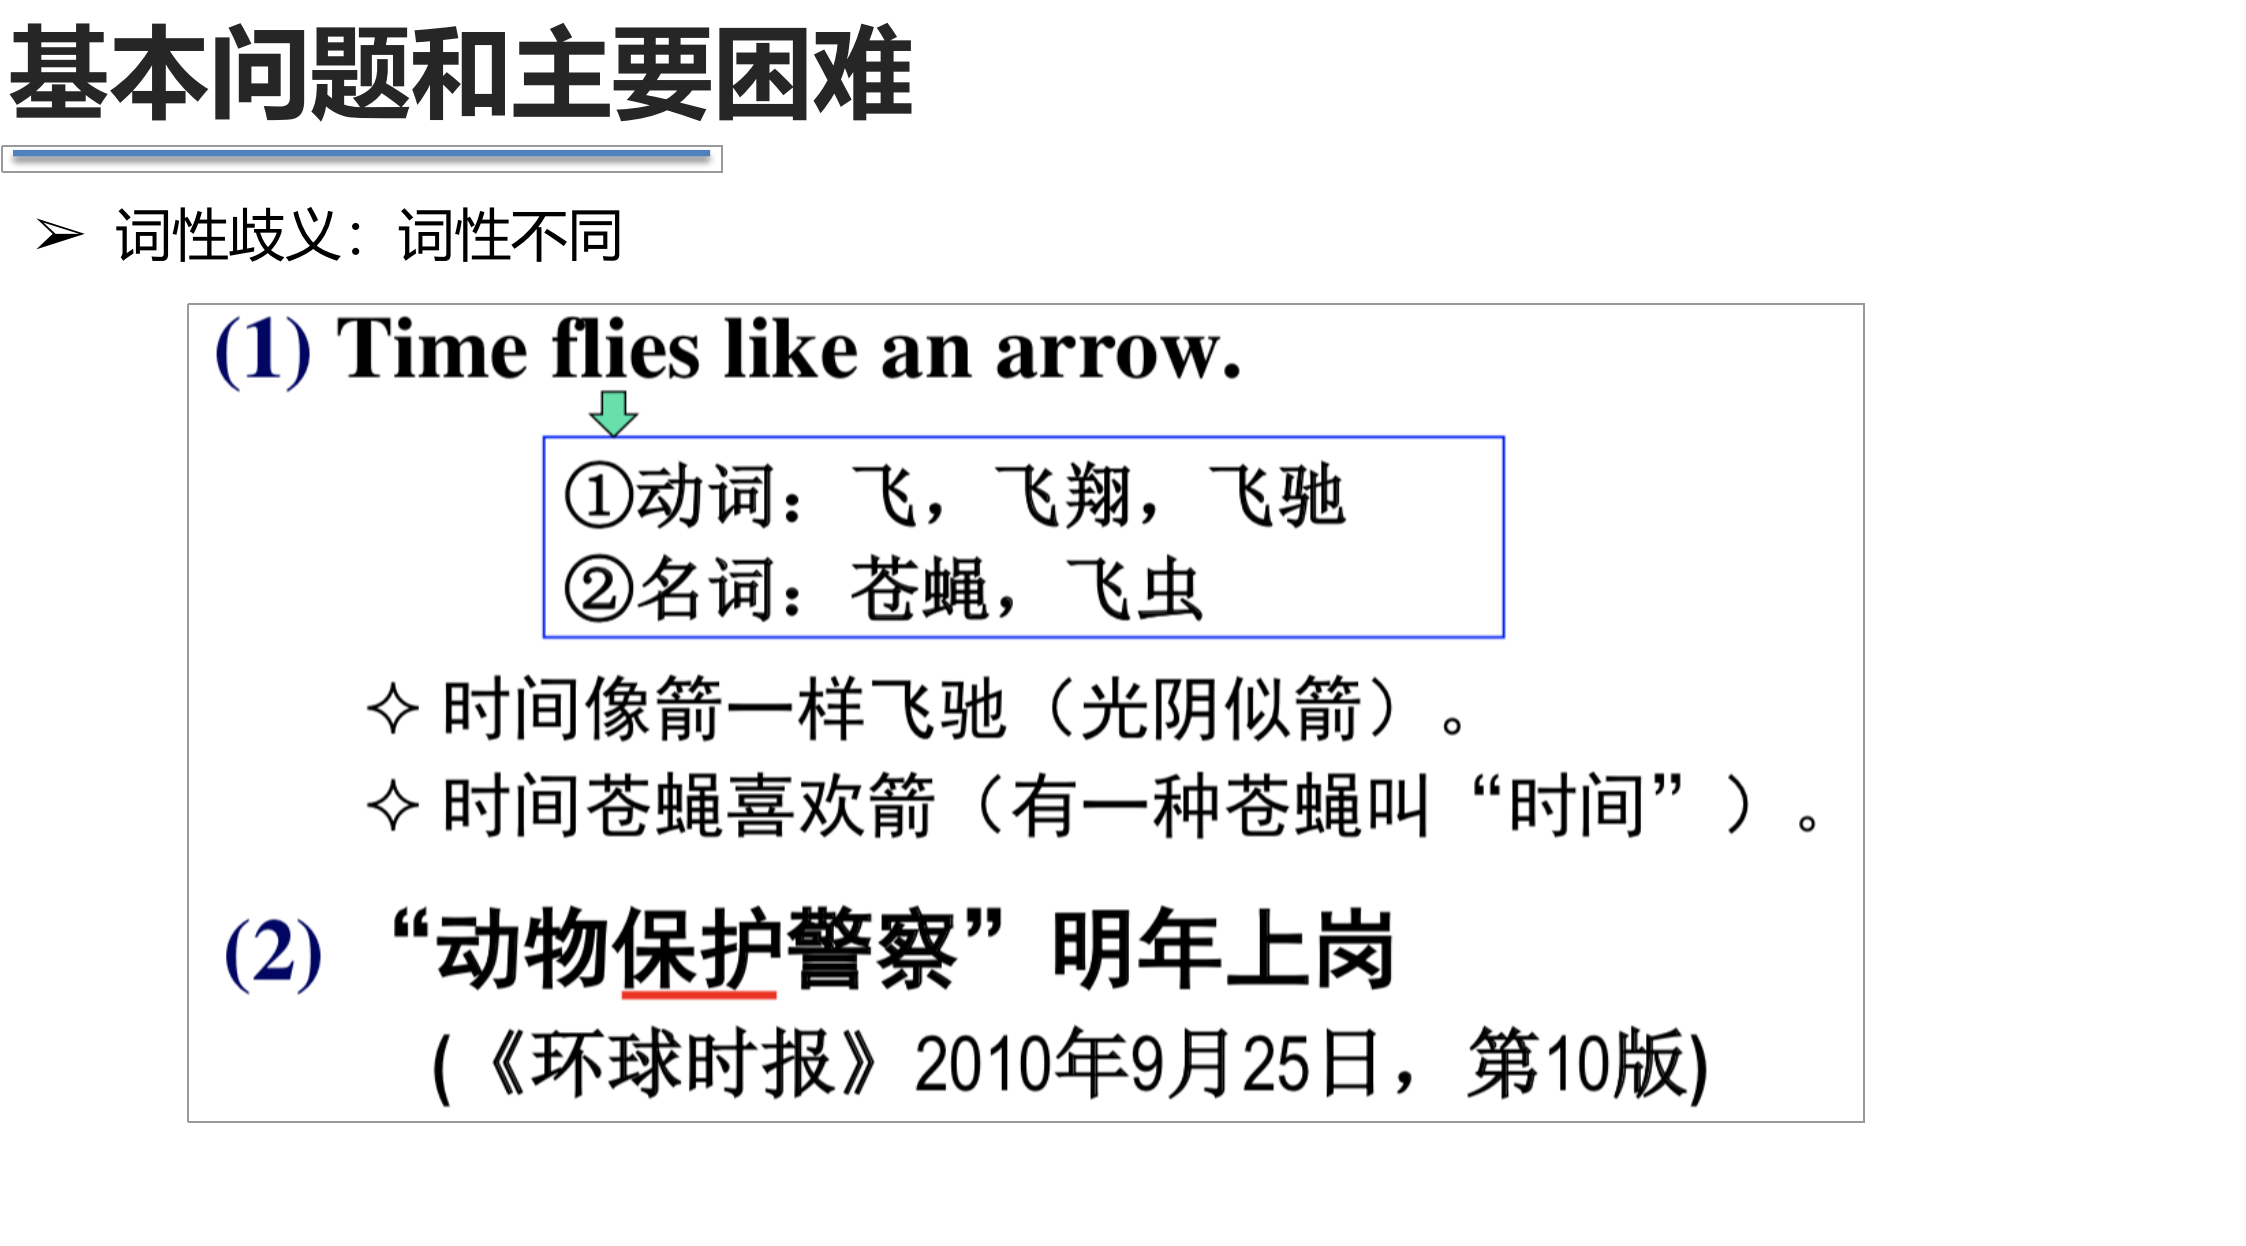 基本问题和主要困难
➢ 词性歧义：词性不同
(1) Time flies like an arrow.
①动词：飞，飞翔，飞驰
②名词：苍蝇，飞虫
✧ 时间像箭一样飞驰（光阴似箭）。
✧ 时间苍蝇喜欢箭（有一种苍蝇叫“时间”）。
(2) “动物保护警察”明年上岗
(《环球时报》2010年9月25日，第10版)